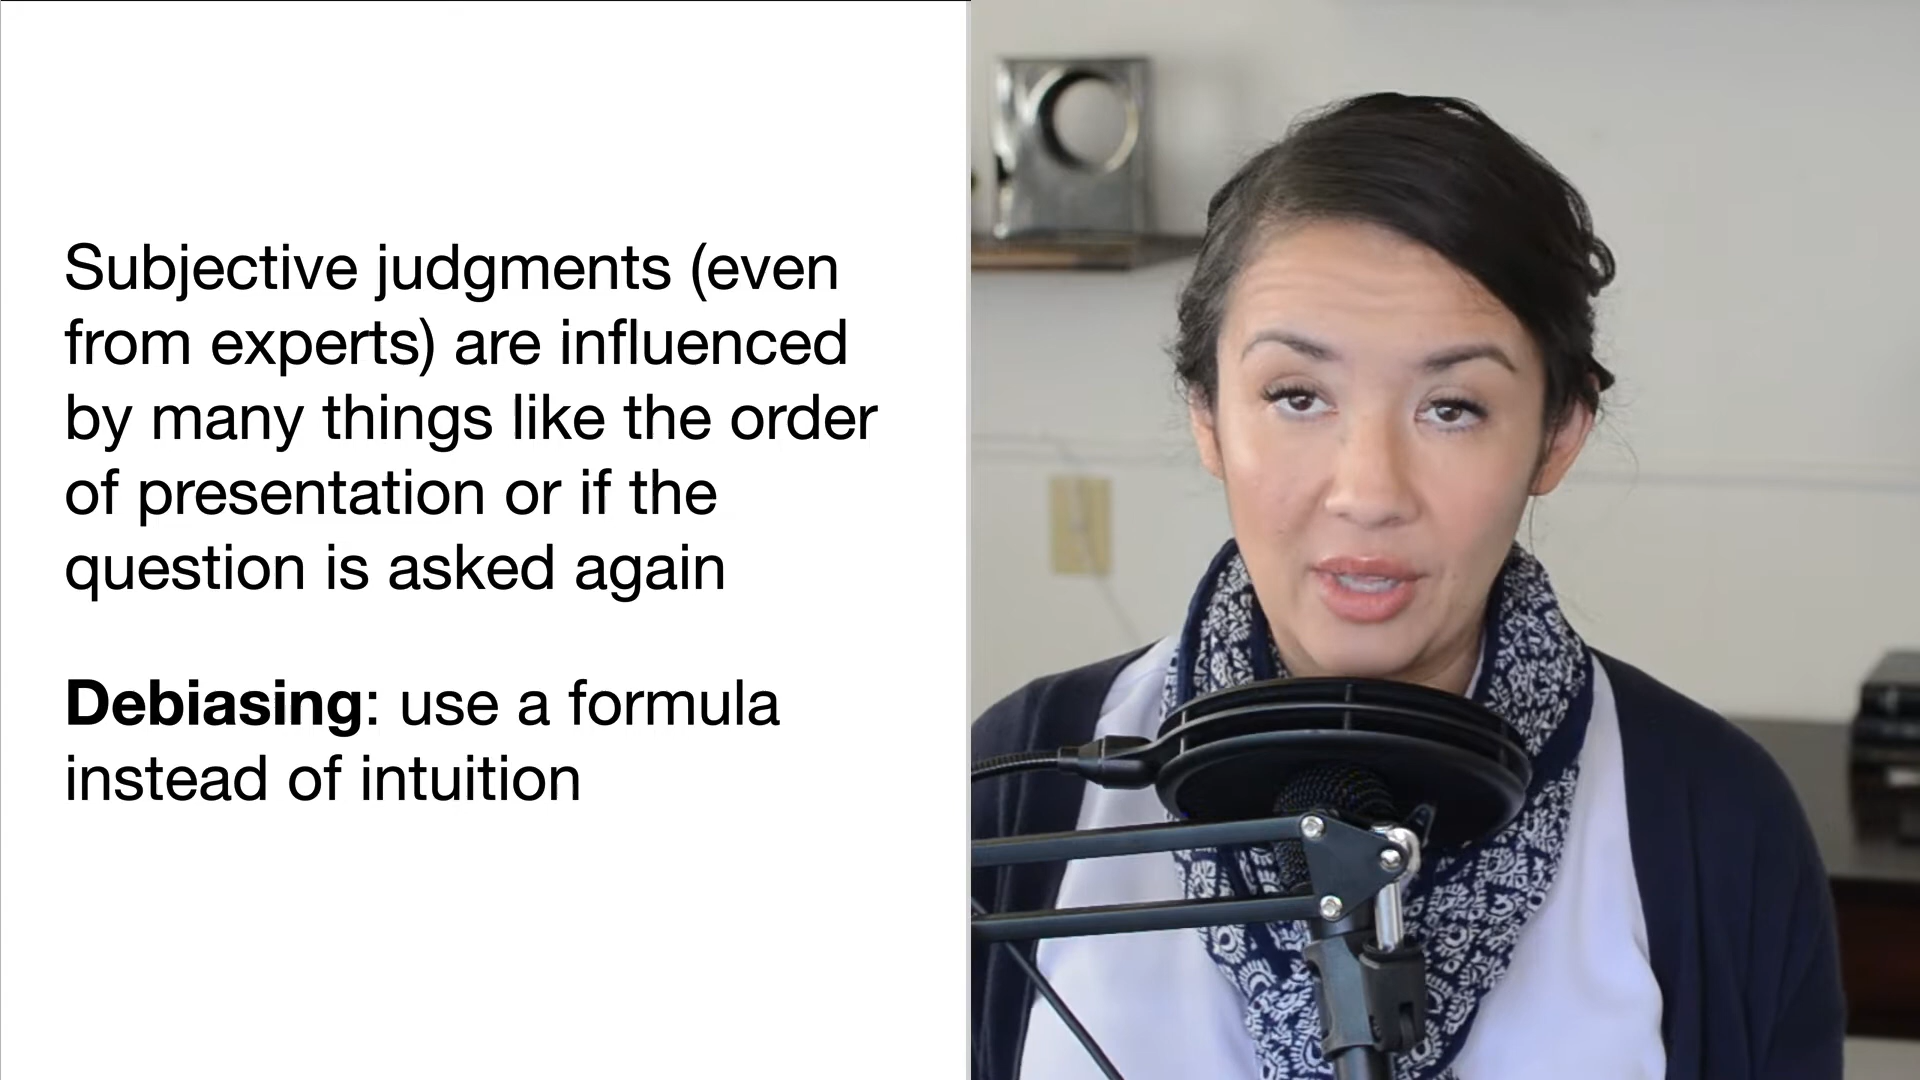 Subjective judgments (even
from experts) are influenced
by many things like the order
of presentation or if the
question is asked again
Debiasing: use a formula
instead of intuition